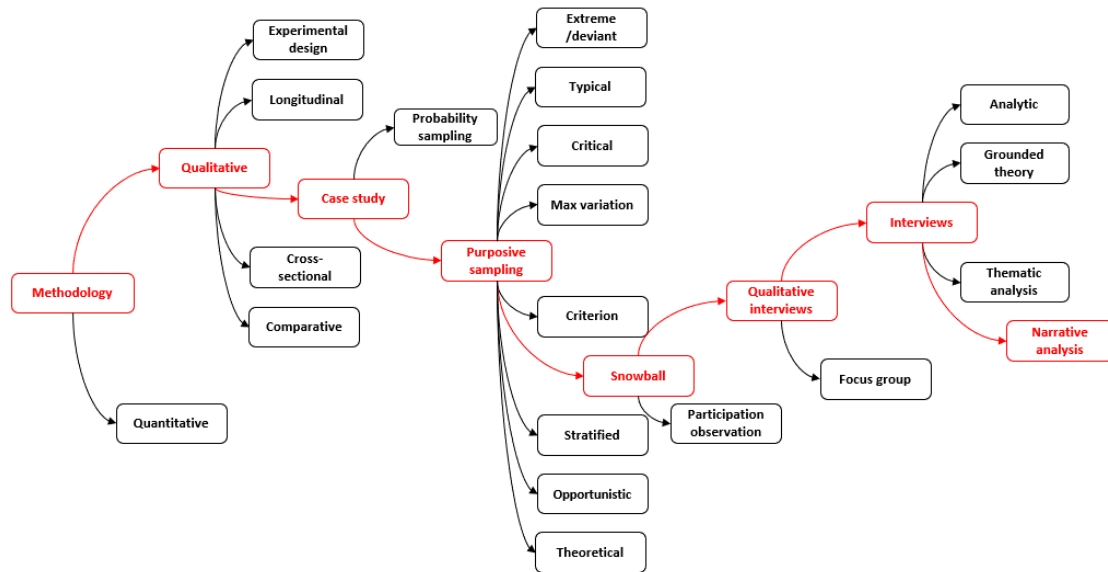 Methodology
Qualitative
Quantitative
Experimental
design
Longitudinal
Case study
Cross-
sectional
Comparative
Probability
sampling
Purposive
sampling
Extreme
/deviant
Typical
Critical
Max variation
Criterion
Snowball
Stratified
Opportunistic
Theoretical
Qualitative
interviews
Participation
observation
Interviews
Focus group
Analytic
Grounded
theory
Thematic
analysis
Narrative
analysis